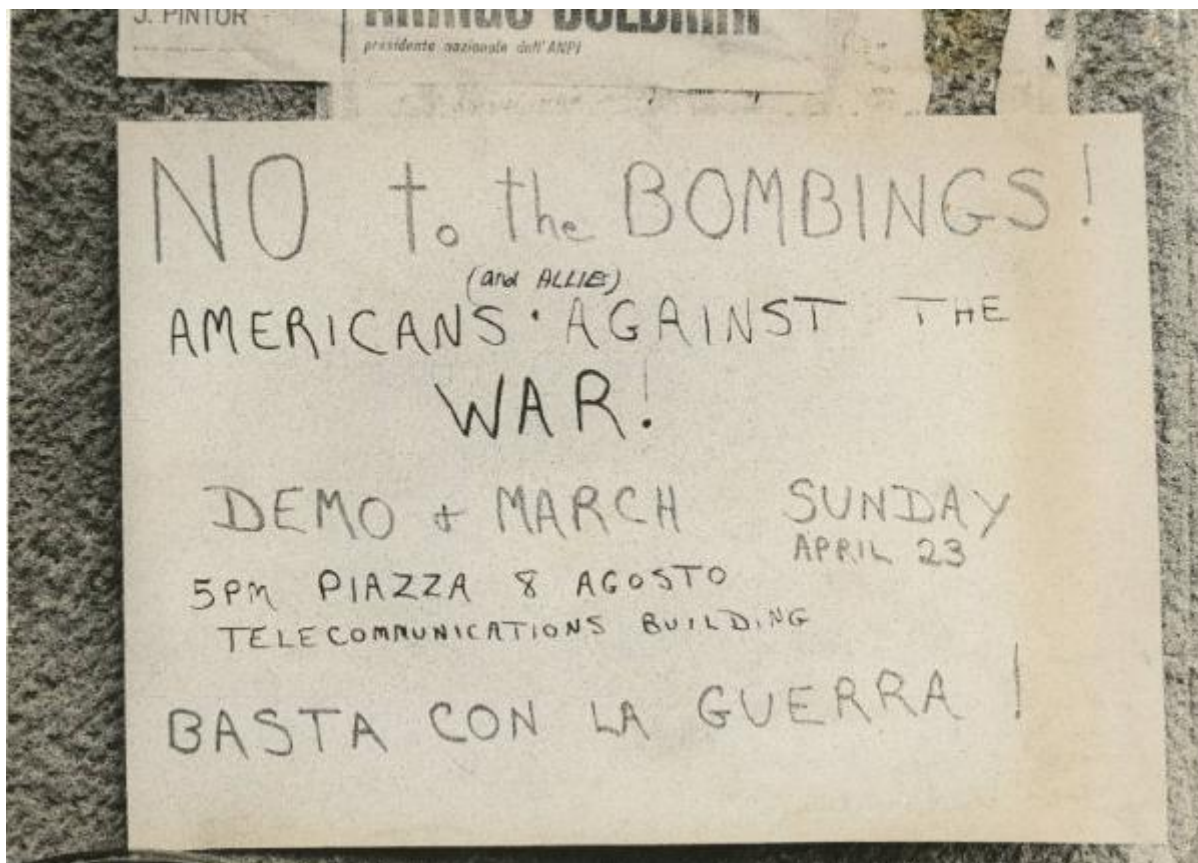 J. PINTOR
presidente nazionale dell'ANPI
NO to the BOMBINGS!
(and ALLIES)
AMERICANS · AGAINST THE
WAR!
DEMO + MARCH SUNDAY
APRIL 23
5PM PIAZZA 8 AGOSTO
TELECOMMUNICATIONS BUILDING
BASTA CON LA GUERRA!